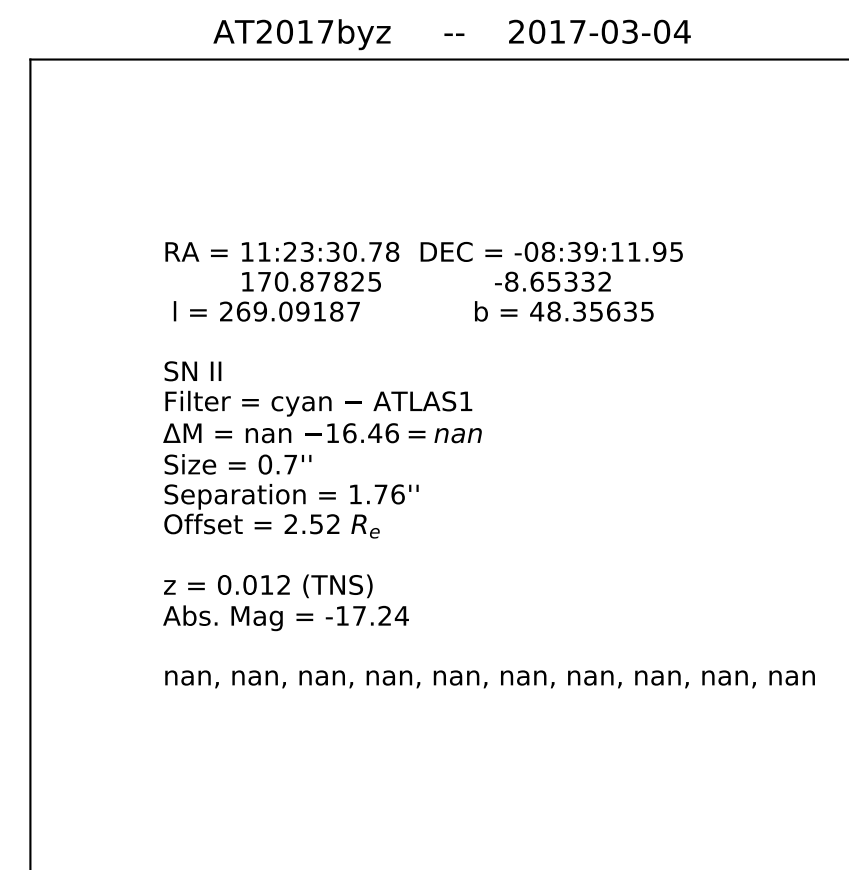 AT2017byz -- 2017-03-04
RA = 11:23:30.78 DEC = -08:39:11.95
170.87825 -8.65332
l = 269.09187 b = 48.35635
SN II
Filter = cyan − ATLAS1
ΔM = nan −16.46 = nan
Size = 0.7''
Separation = 1.76''
Offset = 2.52 Rₑ
z = 0.012 (TNS)
Abs. Mag = -17.24
nan, nan, nan, nan, nan, nan, nan, nan, nan, nan